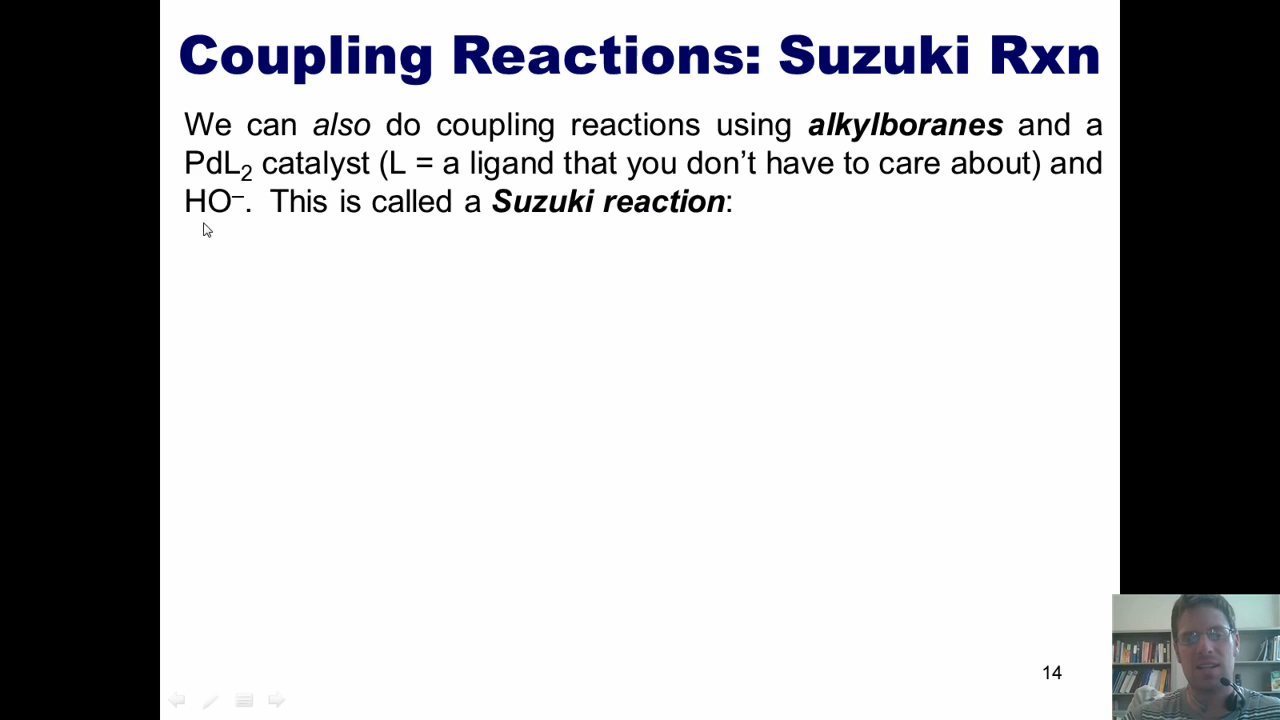 Coupling Reactions: Suzuki Rxn
We can also do coupling reactions using alkylboranes and a
PdL₂ catalyst (L = a ligand that you don’t have to care about) and
HO⁻. This is called a Suzuki reaction:
14